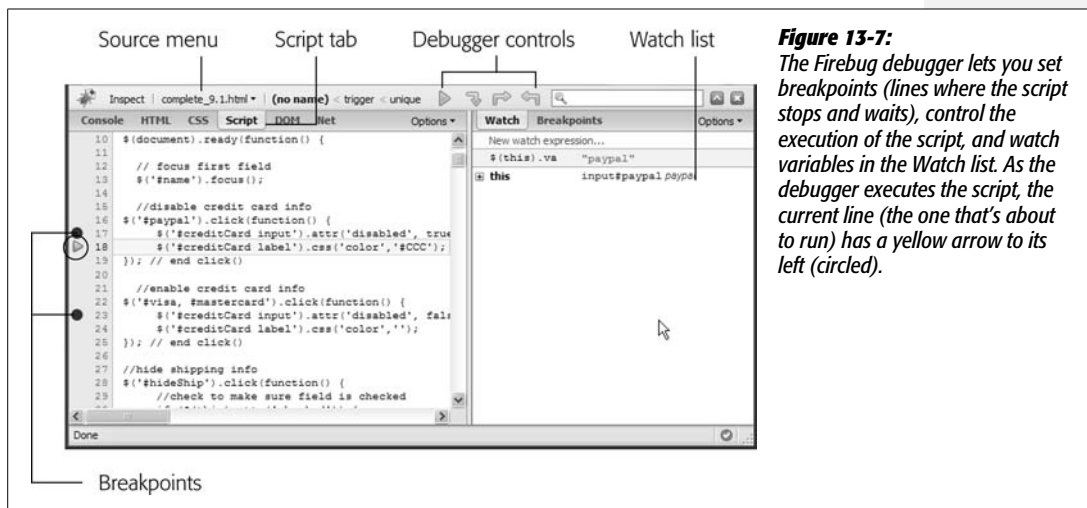 Source menu
Script tab
Debugger controls
Watch list
Inspect | complete_9.1.html | (no name) < trigger < unique
Console HTML CSS Script DOM Net Options
Watch Breakpoints Options
10 $(document).ready(function() {
11
12 // focus first field
13 $('#name').focus();
14
15 //disable credit card info
16 $('#paypal').click(function() {
17 $('#creditCard input').attr('disabled', true
18 $('#creditCard label').css('color','#CCC');
19 }); // end click()
20
21 //enable credit card info
22 $('#visa, #mastercard').click(function() {
23 $('#creditCard input').attr('disabled', fals
24 $('#creditCard label').css('color','');
25 }); // end click()
26
27 //hide shipping info
28 $('#hideShip').click(function() {
29 //check to make sure field is checked
New watch expression...
$(this).va "paypal"
this input#paypal paypa
Done
Breakpoints
Figure 13-7:
The Firebug debugger lets you set
breakpoints (lines where the script
stops and waits), control the
execution of the script, and watch
variables in the Watch list. As the
debugger executes the script, the
current line (the one that's about
to run) has a yellow arrow to its
left (circled).